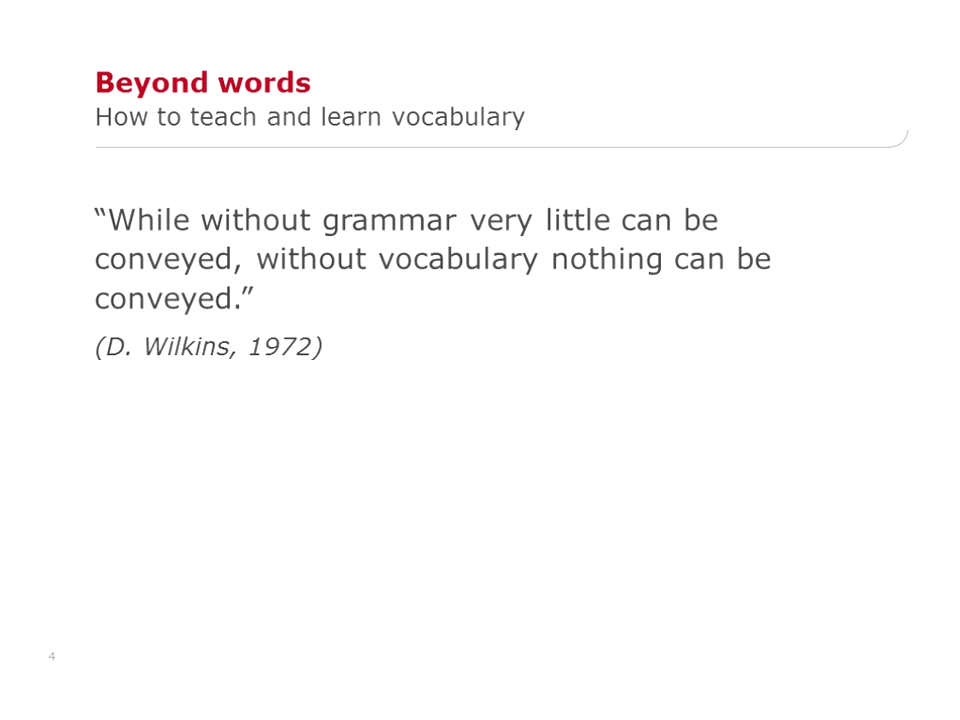 Beyond words
How to teach and learn vocabulary
“While without grammar very little can be
conveyed, without vocabulary nothing can be
conveyed.”
(D. Wilkins, 1972)
4